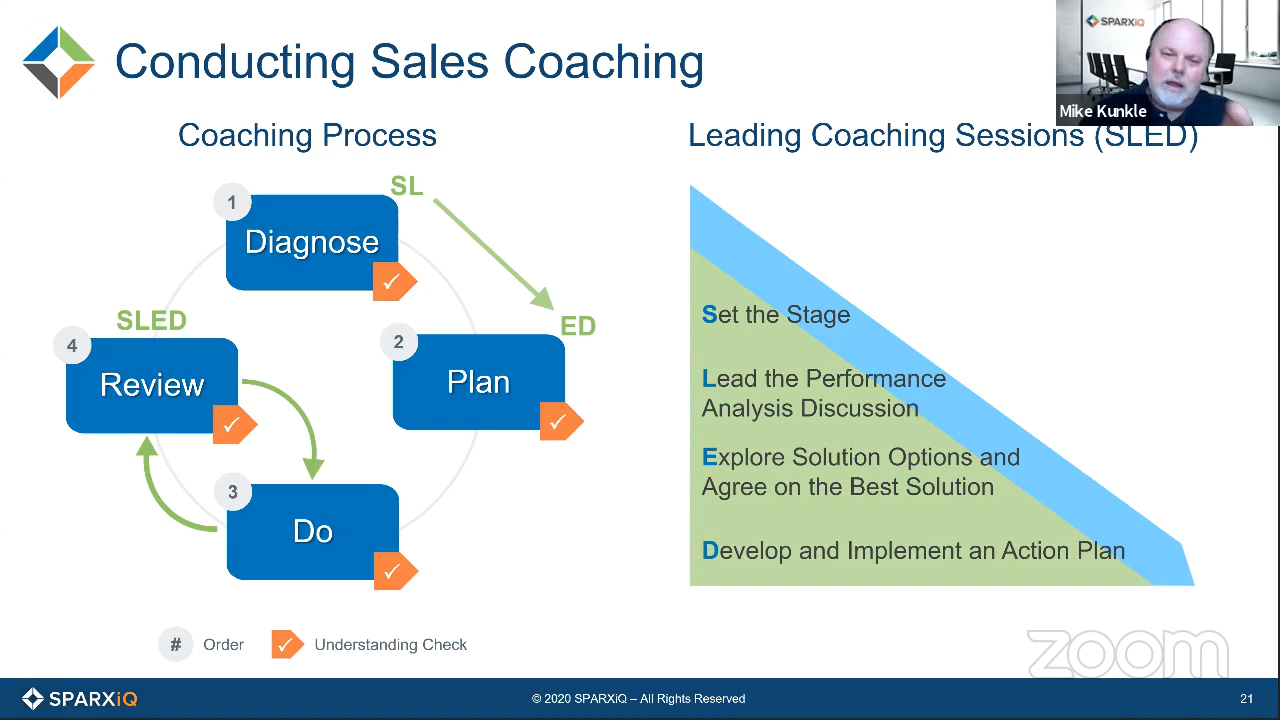 Conducting Sales Coaching
SPARXiQ
Mike Kunkle
Coaching Process
Leading Coaching Sessions (SLED)
SL
1
Diagnose
ED
2
Plan
SLED
4
Review
3
Do
Set the Stage
Lead the Performance
Analysis Discussion
Explore Solution Options and
Agree on the Best Solution
Develop and Implement an Action Plan
# Order
Understanding Check
zoom
SPARXiQ
© 2020 SPARXiQ – All Rights Reserved
21